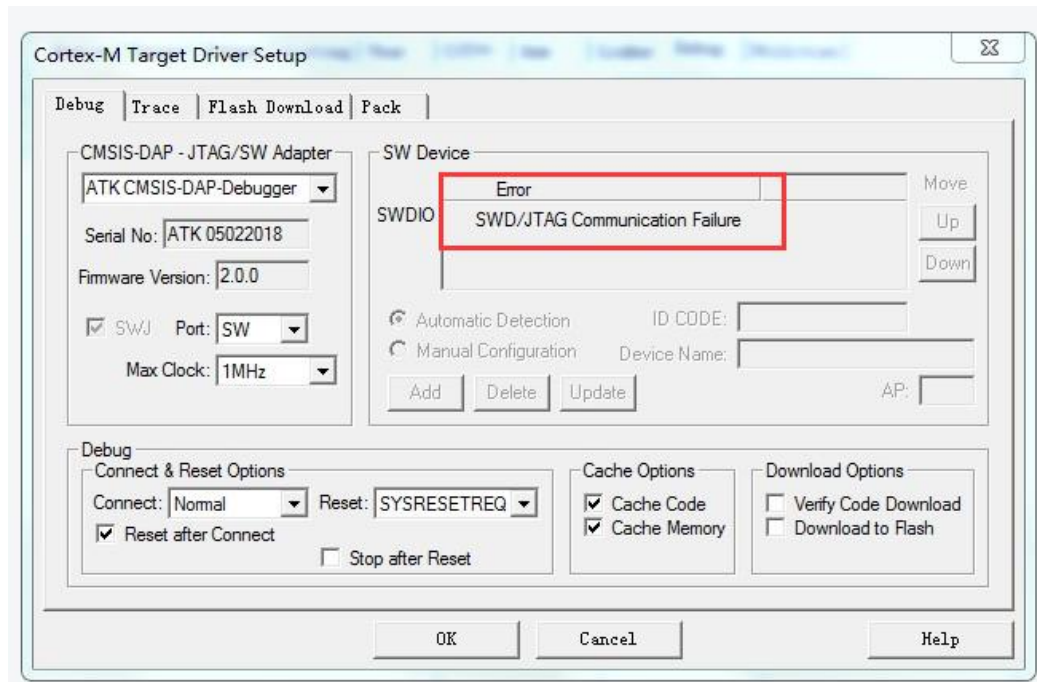 Cortex-M Target Driver Setup
Debug Trace Flash Download Pack
CMSIS-DAP - JTAG/SW Adapter
ATK CMSIS-DAP-Debugger
Serial No: ATK 05022018
Firmware Version: 2.0.0
SWJ Port: SW
Max Clock: 1MHz
SW Device
Error
SWDIO SWD/JTAG Communication Failure
Move
Up
Down
Automatic Detection ID CODE:
Manual Configuration Device Name:
Add Delete Update AP:
Debug
Connect & Reset Options
Connect: Normal Reset: SYSRESETREQ
Reset after Connect
Stop after Reset
Cache Options
Cache Code
Cache Memory
Download Options
Verify Code Download
Download to Flash
OK Cancel Help